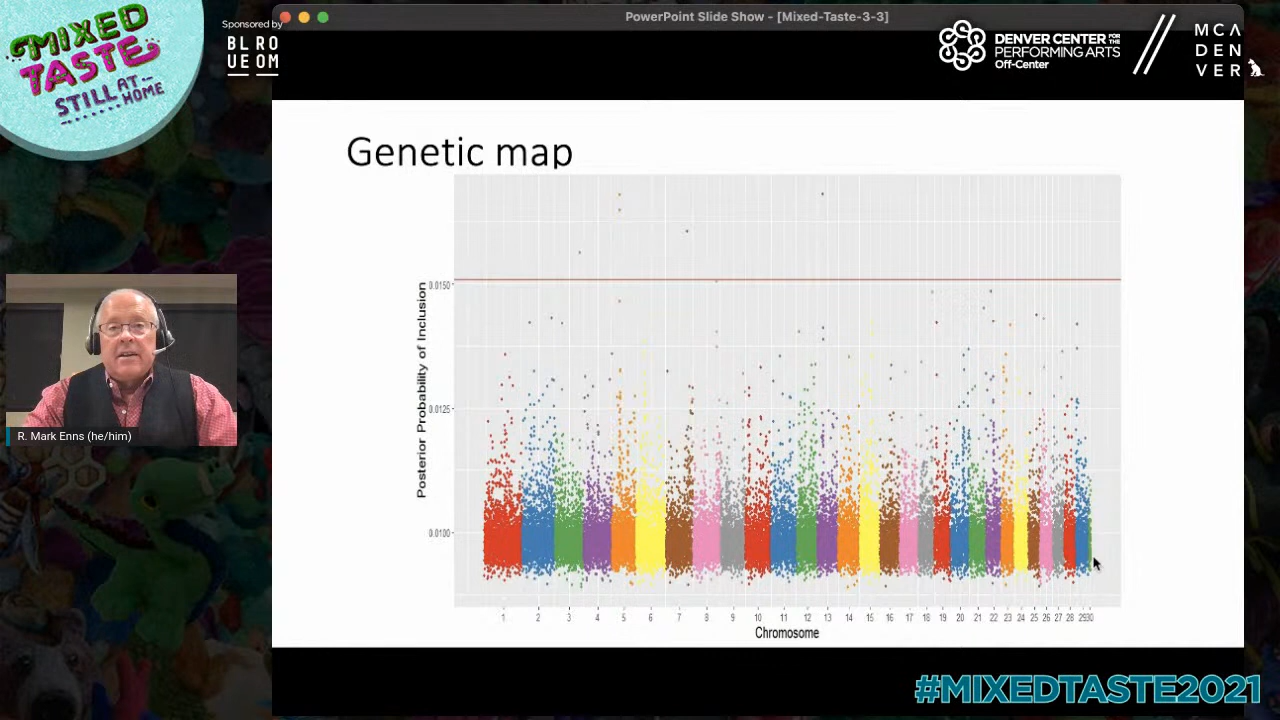 MIXED
TASTE
STILL AT
HOME
Sponsored by
BL RO
UE OM
PowerPoint Slide Show - [Mixed-Taste-3-3]
DENVER CENTER FOR THE
PERFORMING ARTS
Off-Center
MCA
DEN
VER
Genetic map
Posterior Probability of Inclusion
0.0150
0.0125
0.0100
1 2 3 4 5 6 7 8 9 10 11 12 13 14 15 16 17 18 19 20 21 22 23 24 25 26 27 28 2930
Chromosome
R. Mark Enns (he/him)
#MIXEDTASTE2021